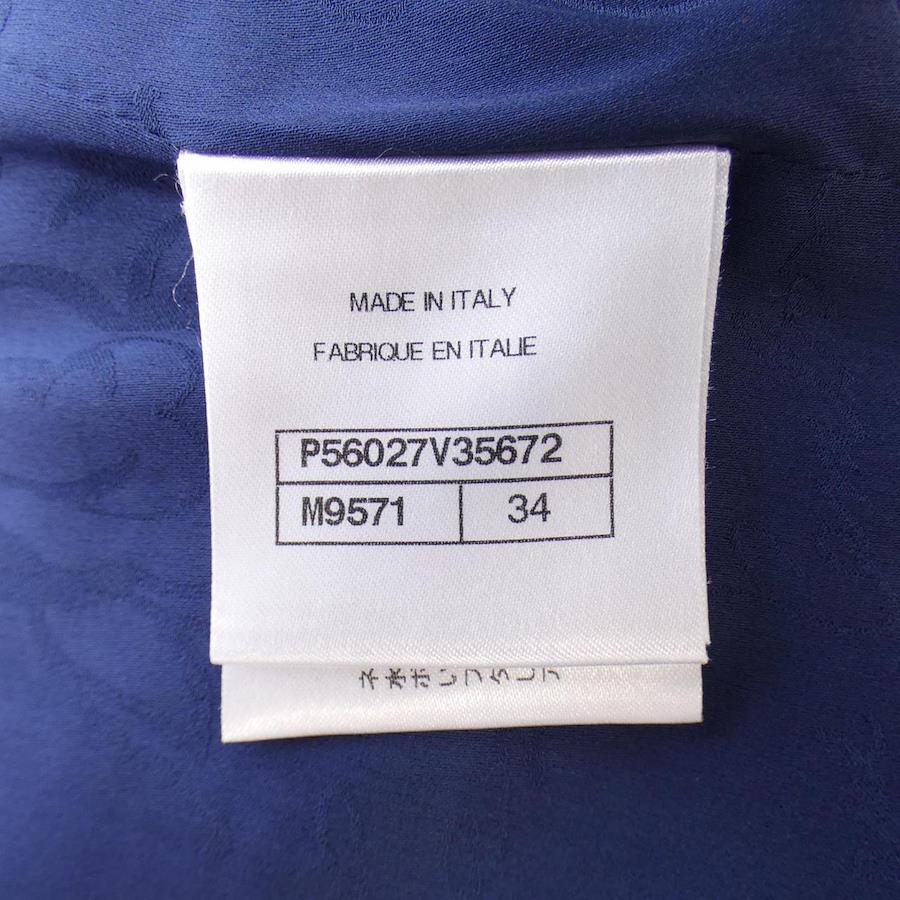 MADE IN ITALY
FABRIQUE EN ITALIE
P56027V35672
M9571 34